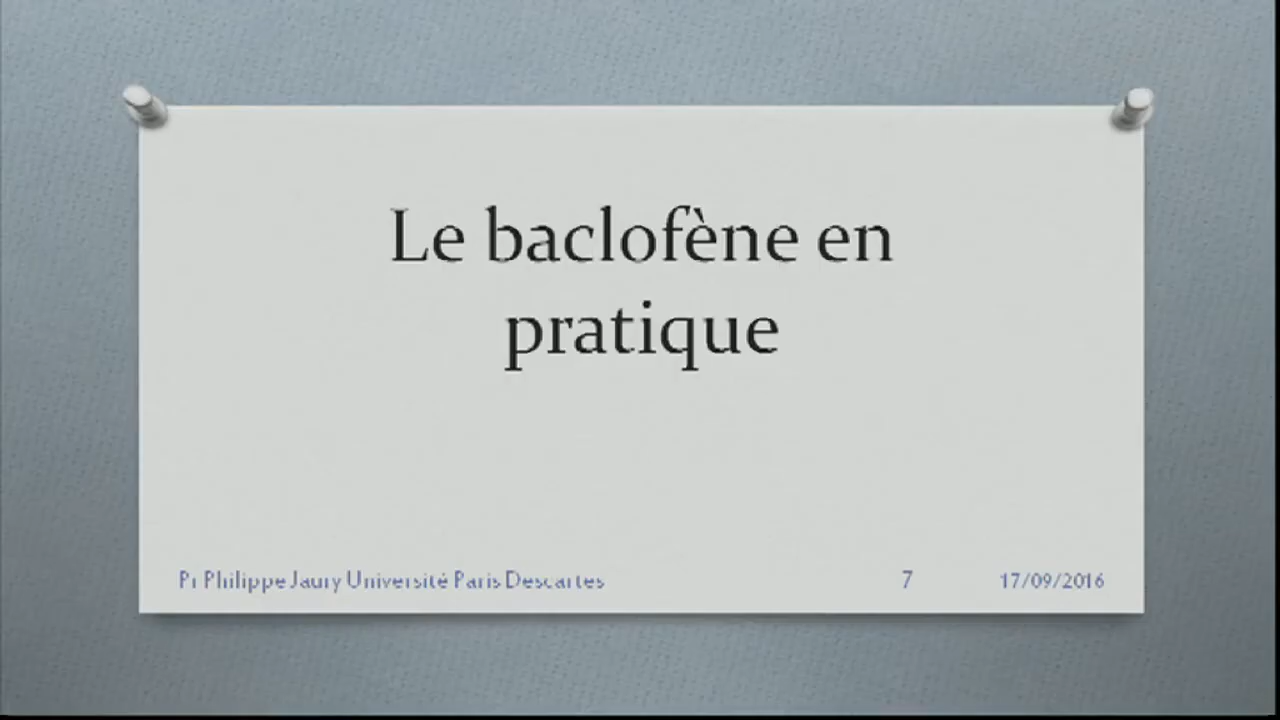 Le baclofène en
pratique
Pr Philippe Jaury Université Paris Descartes 7 17/09/2016